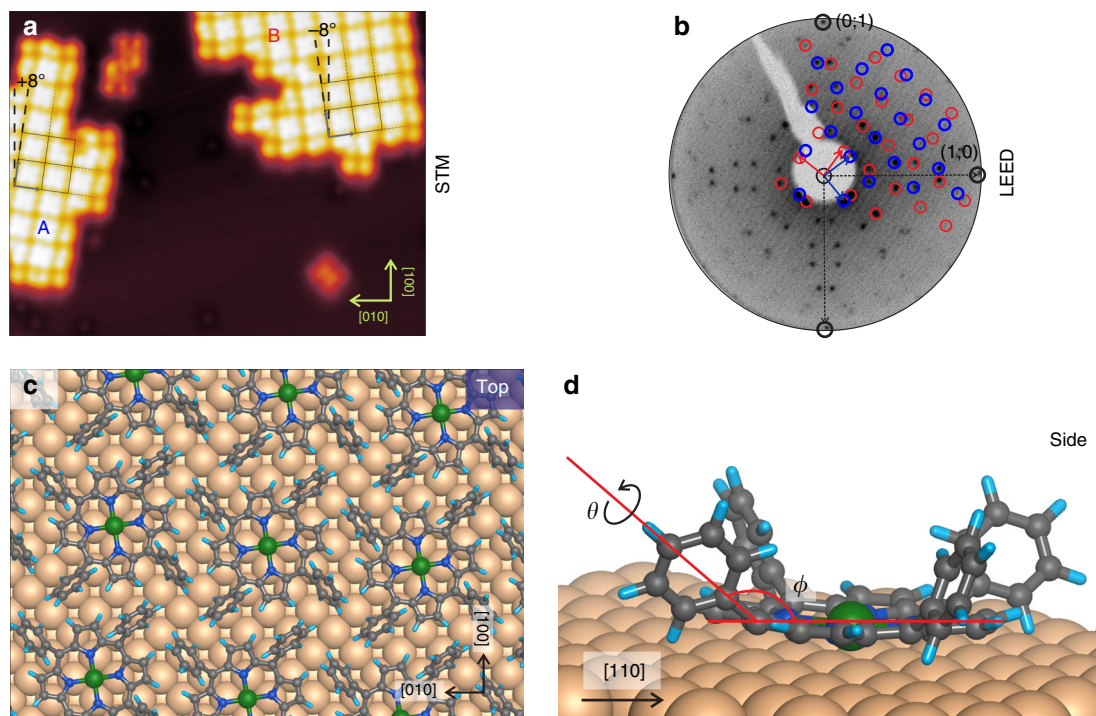 a
B
–8°
+8°
A
[100]
[010]
STM
b
(0;1)
(1;0)
LEED
c
Top
[100]
[010]
d
Side
θ
ϕ
[110]